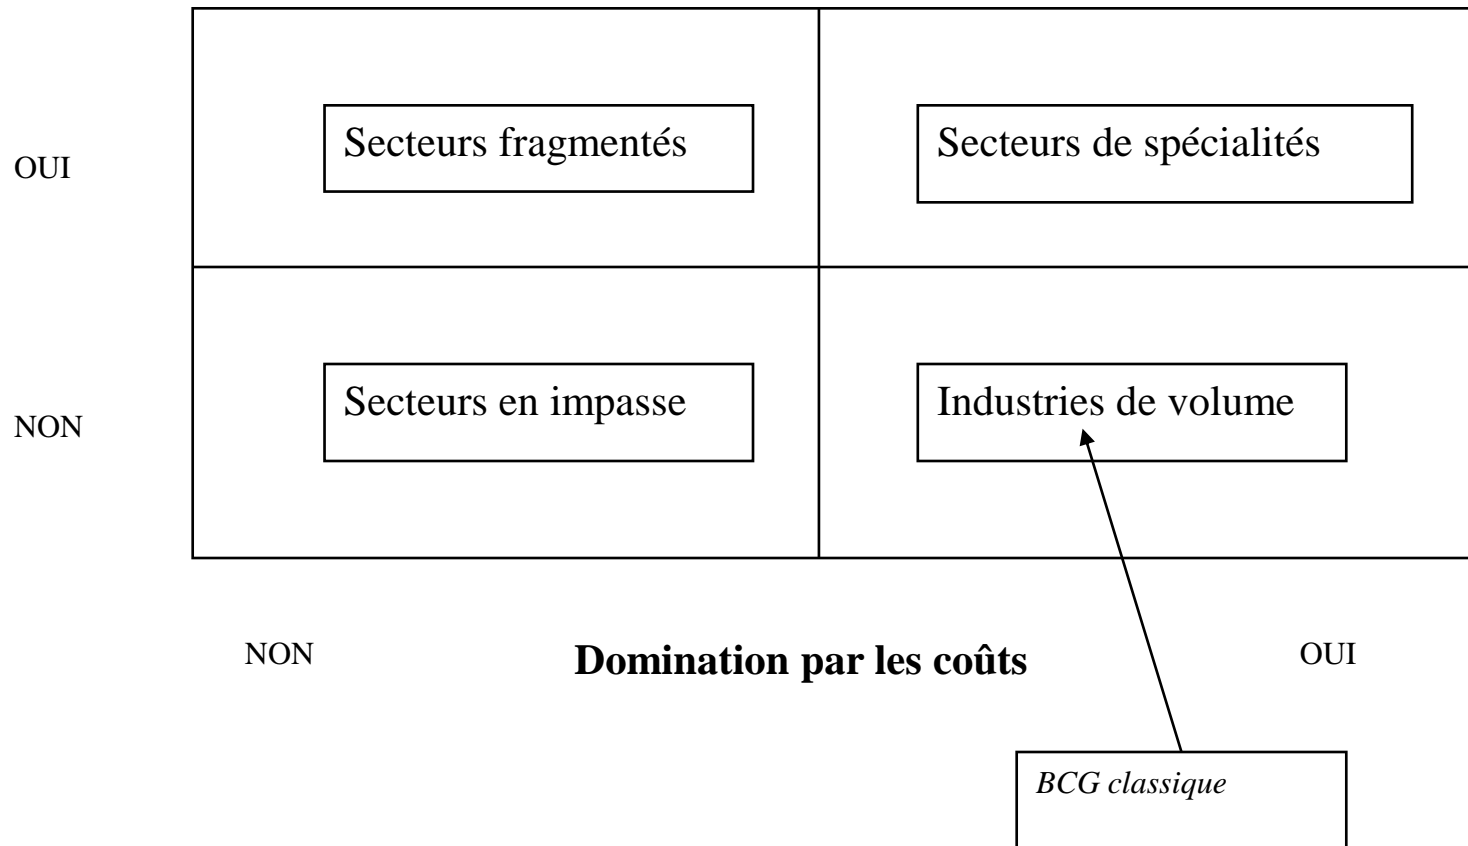 Secteurs fragmentés
Secteurs de spécialités
OUI
Secteurs en impasse
Industries de volume
NON
NON
Domination par les coûts
OUI
BCG classique